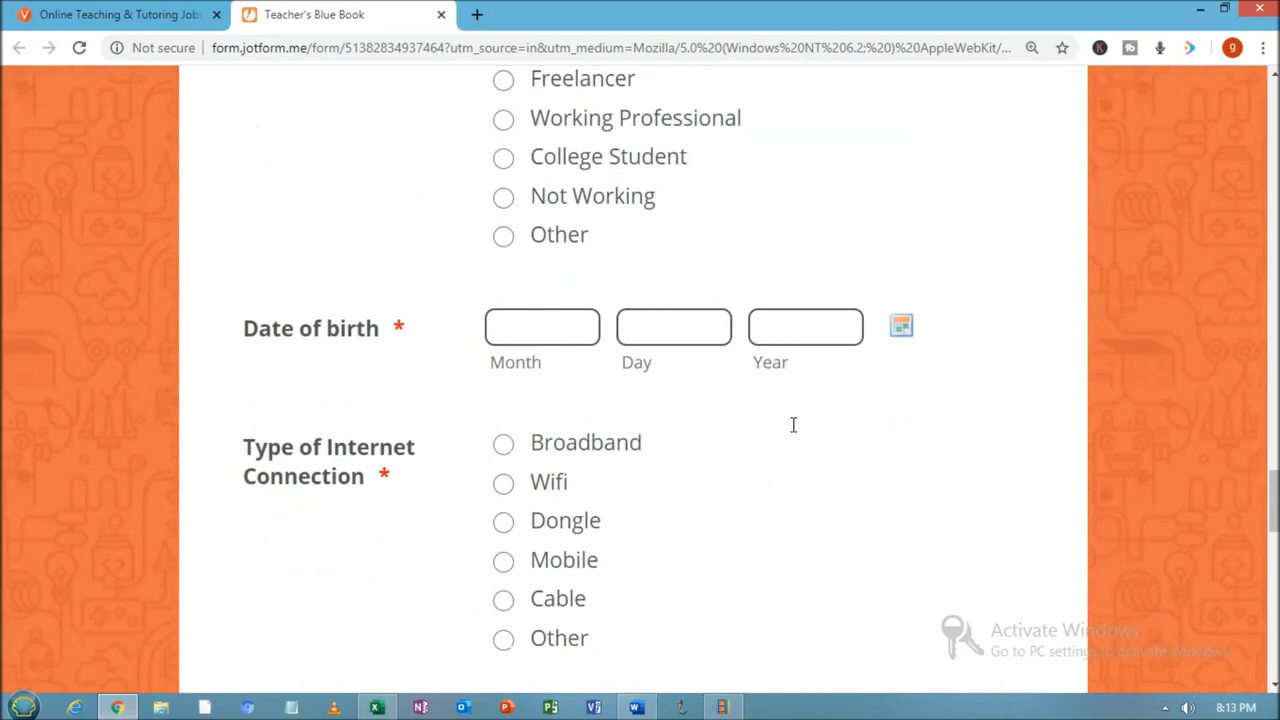 Online Teaching & Tutoring Job
Teacher's Blue Book
Not secure
form.jotform.me/form/51382834937464?utm_source=in&utm_medium=Mozilla/5.0%20(Windows%20NT%206.2;%20)%20AppleWebKit/...
g
Freelancer
Working Professional
College Student
Not Working
Other
Date of birth *
Month Day Year
Type of Internet
Connection *
Broadband
Wifi
Dongle
Mobile
Cable
Other
Activate Windows
Go to PC settings to activate Windows.
8:13 PM